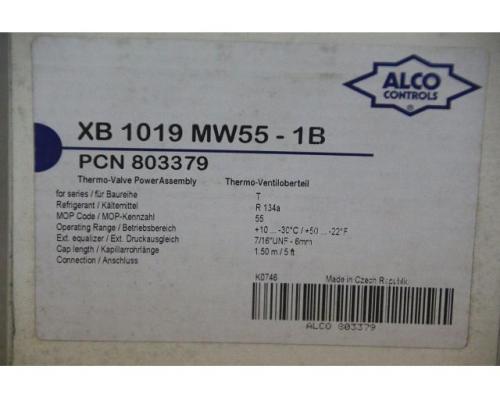 ALCO
CONTROLS
®
XB 1019 MW55 - 1B
PCN 803379
Thermo-Valve PowerAssembly Thermo-Ventiloberteil
for series / für Baureihe T
Refrigerant / Kältemittel R 134a
MOP Code / MOP-Kennzahl 55
Operating Range / Betriebsbereich +10 ... -30°C / +50 ... -22°F
Ext. equalizer / Ext. Druckausgleich 7/16"UNF - 6mm
Cap length / Kapillarrohrlänge 1.50 m / 5 ft
Connection / Anschluss
K0746 Made in Czech Republik
ALCO 803379